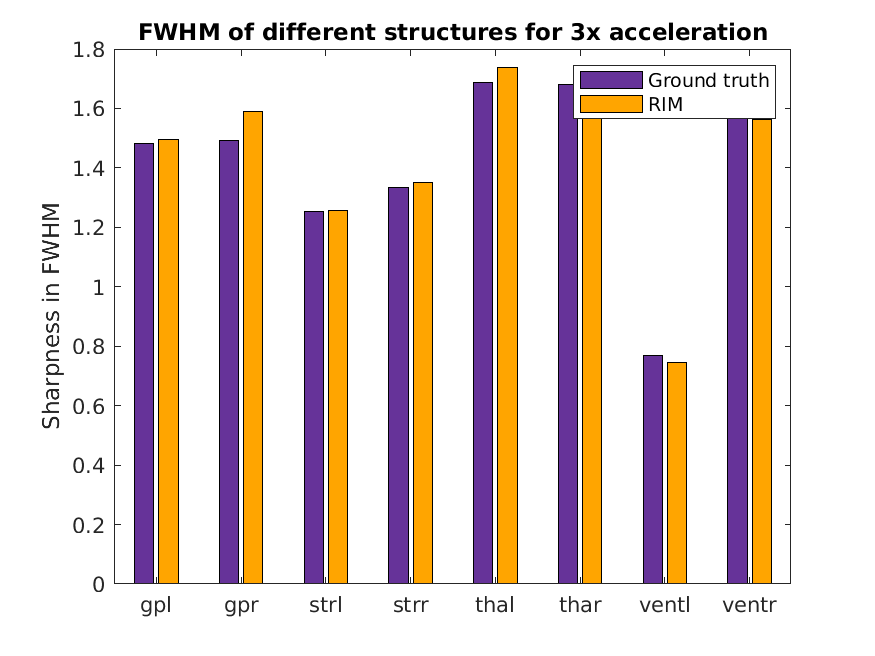 FWHM of different structures for 3x acceleration
Ground truth
RIM
Sharpness in FWHM
1.8
1.6
1.4
1.2
1
0.8
0.6
0.4
0.2
0
gpl gpr strl strr thal thar ventl ventr